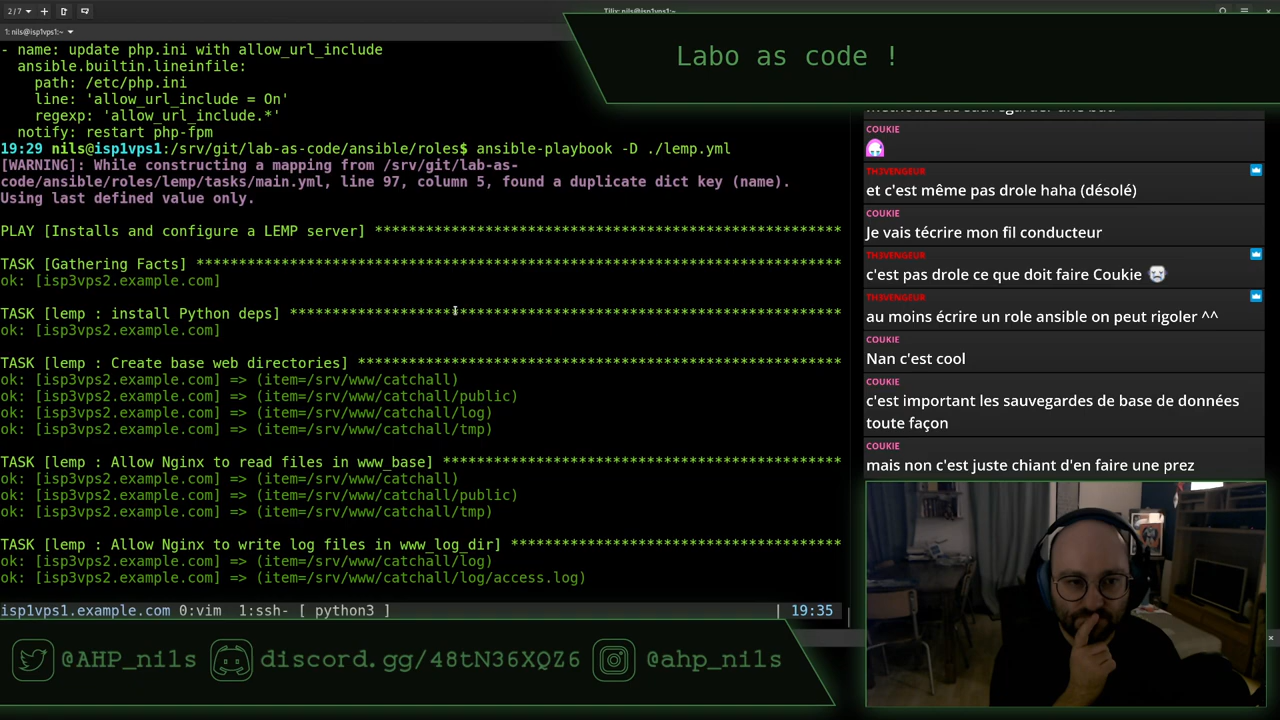 2/7
Tilix: nils@isp1vps1:~
1: nils@isp1vps1:~
Labo as code !
- name: update php.ini with allow_url_include
ansible.builtin.lineinfile:
path: /etc/php.ini
line: 'allow_url_include = On'
regexp: 'allow_url_include.*'
notify: restart php-fpm
19:29 nils@isp1vps1:/srv/git/lab-as-code/ansible/roles$ ansible-playbook -D ./lemp.yml
[WARNING]: While constructing a mapping from /srv/git/lab-as-
code/ansible/roles/lemp/tasks/main.yml, line 97, column 5, found a duplicate dict key (name).
Using last defined value only.
PLAY [Installs and configure a LEMP server] *******************************************************
TASK [Gathering Facts] ****************************************************************************
ok: [isp3vps2.example.com]
TASK [lemp : install Python deps] *****************************************************************
ok: [isp3vps2.example.com]
TASK [lemp : Create base web directories] *********************************************************
ok: [isp3vps2.example.com] => (item=/srv/www/catchall)
ok: [isp3vps2.example.com] => (item=/srv/www/catchall/public)
ok: [isp3vps2.example.com] => (item=/srv/www/catchall/log)
ok: [isp3vps2.example.com] => (item=/srv/www/catchall/tmp)
TASK [lemp : Allow Nginx to read files in www_base] ***********************************************
ok: [isp3vps2.example.com] => (item=/srv/www/catchall)
ok: [isp3vps2.example.com] => (item=/srv/www/catchall/public)
ok: [isp3vps2.example.com] => (item=/srv/www/catchall/tmp)
TASK [lemp : Allow Nginx to write log files in www_log_dir] ***************************************
ok: [isp3vps2.example.com] => (item=/srv/www/catchall/log)
ok: [isp3vps2.example.com] => (item=/srv/www/catchall/log/access.log)
isp1vps1.example.com 0:vim 1:ssh- [ python3 ] | 19:35
COUKIE
TH3VENGEUR
et c'est même pas drole haha (désolé)
COUKIE
Je vais técrire mon fil conducteur
TH3VENGEUR
c'est pas drole ce que doit faire Coukie
TH3VENGEUR
au moins écrire un role ansible on peut rigoler ^^
COUKIE
Nan c'est cool
COUKIE
c'est important les sauvegardes de base de données
toute façon
COUKIE
mais non c'est juste chiant d'en faire une prez
@AHP_nils discord.gg/48tN36XQZ6 @ahp_nils